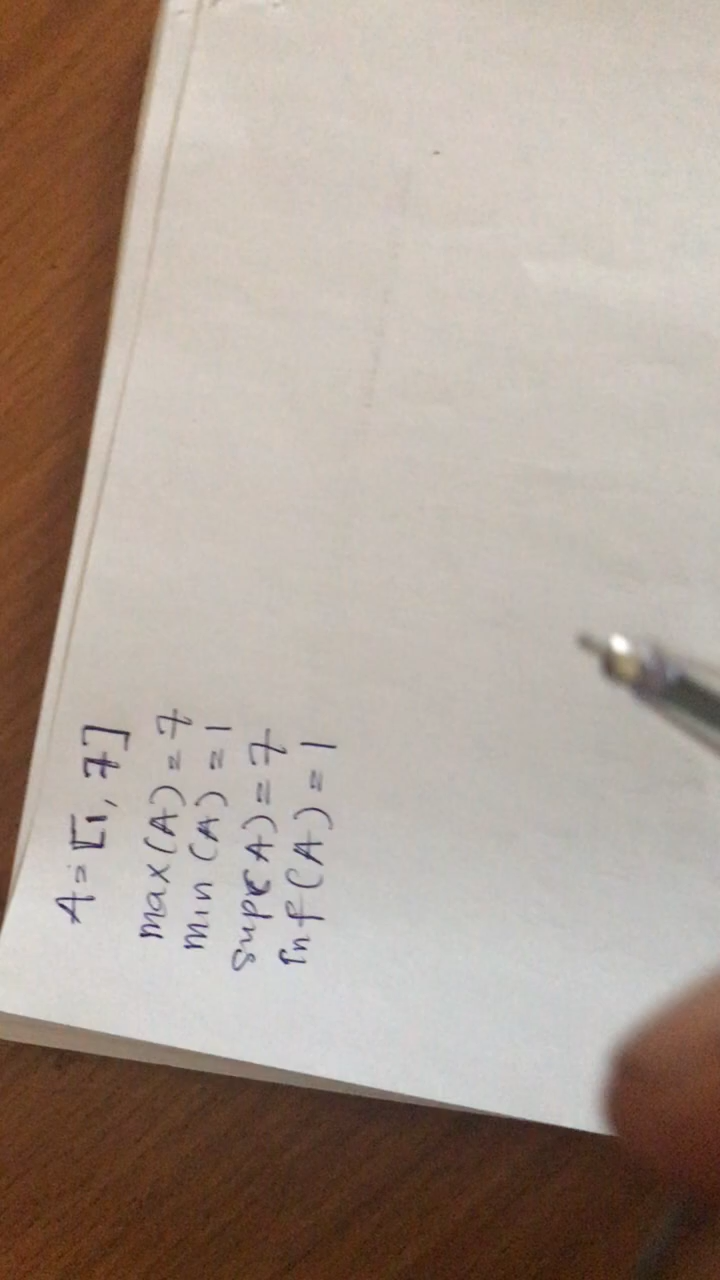 A = [1, 7]
max(A) = 7
min (A) = 1
sup(A) = 7
inf (A) = 1